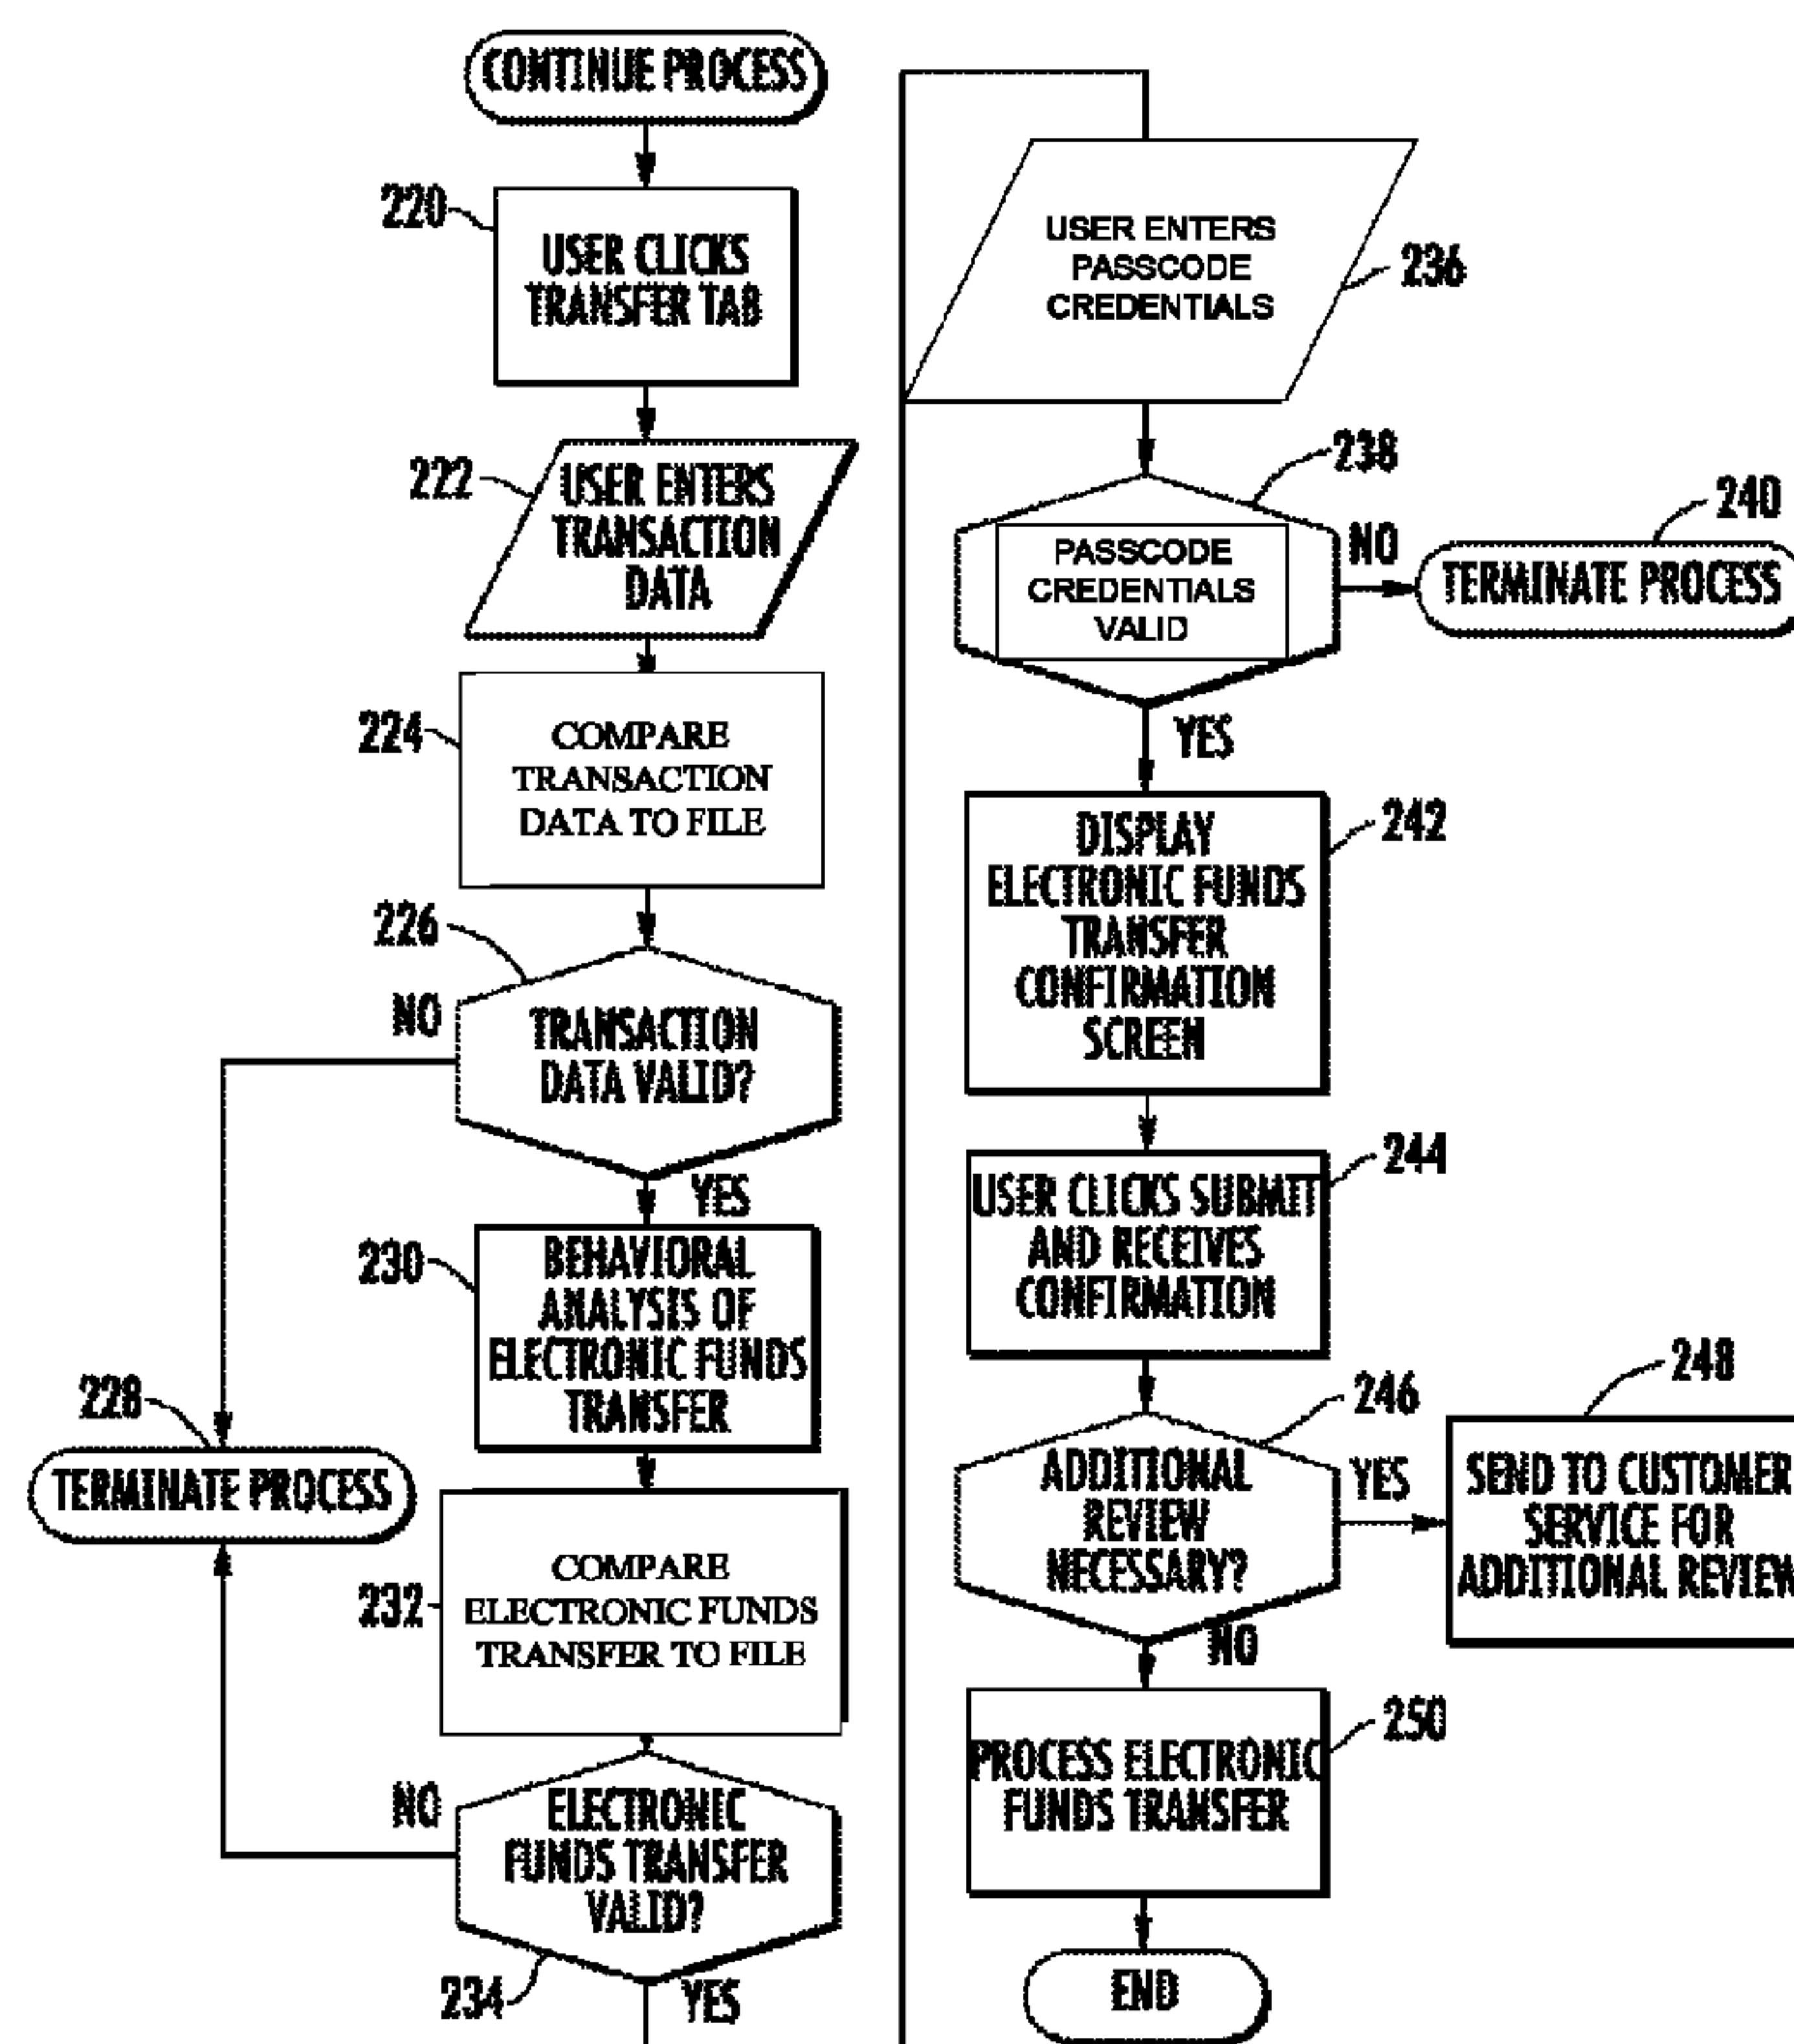 CONTINUE PROCESS
220
USER CLICKS
TRANSFER TAB
222
USER ENTERS
TRANSACTION
DATA
224
COMPARE
TRANSACTION
DATA TO FILE
226
NO
TRANSACTION
DATA VALID?
YES
230
BEHAVIORAL
ANALYSIS OF
ELECTRONIC FUNDS
TRANSFER
228
TERMINATE PROCESS
232
COMPARE
ELECTRONIC FUNDS
TRANSFER TO FILE
NO
ELECTRONIC
FUNDS TRANSFER
VALID?
234
YES
USER ENTERS
PASSCODE
CREDENTIALS
236
238
PASSCODE
CREDENTIALS
VALID
NO
240
TERMINATE PROCESS
YES
DISPLAY
ELECTRONIC FUNDS
TRANSFER
CONFIRMATION
SCREEN
242
244
USER CLICKS SUBMIT
AND RECEIVES
CONFIRMATION
246
ADDITIONAL
REVIEW
NECESSARY?
YES
248
SEND TO CUSTOMER
SERVICE FOR
ADDITIONAL REVIEW
NO
250
PROCESS ELECTRONIC
FUNDS TRANSFER
END